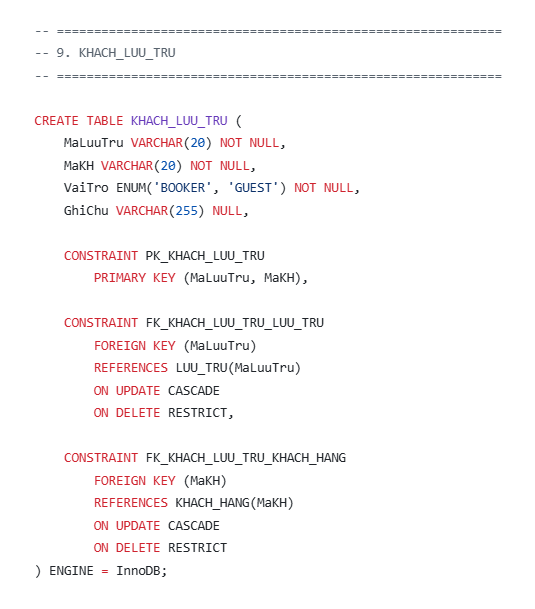 -- ============================================================
-- 9. KHACH_LUU_TRU
-- ============================================================
CREATE TABLE KHACH_LUU_TRU (
    MaLuuTru VARCHAR(20) NOT NULL,
    MaKH VARCHAR(20) NOT NULL,
    VaiTro ENUM('BOOKER', 'GUEST') NOT NULL,
    GhiChu VARCHAR(255) NULL,
    CONSTRAINT PK_KHACH_LUU_TRU
        PRIMARY KEY (MaLuuTru, MaKH),
    CONSTRAINT FK_KHACH_LUU_TRU_LUU_TRU
        FOREIGN KEY (MaLuuTru)
        REFERENCES LUU_TRU(MaLuuTru)
        ON UPDATE CASCADE
        ON DELETE RESTRICT,
    CONSTRAINT FK_KHACH_LUU_TRU_KHACH_HANG
        FOREIGN KEY (MaKH)
        REFERENCES KHACH_HANG(MaKH)
        ON UPDATE CASCADE
        ON DELETE RESTRICT
) ENGINE = InnoDB;